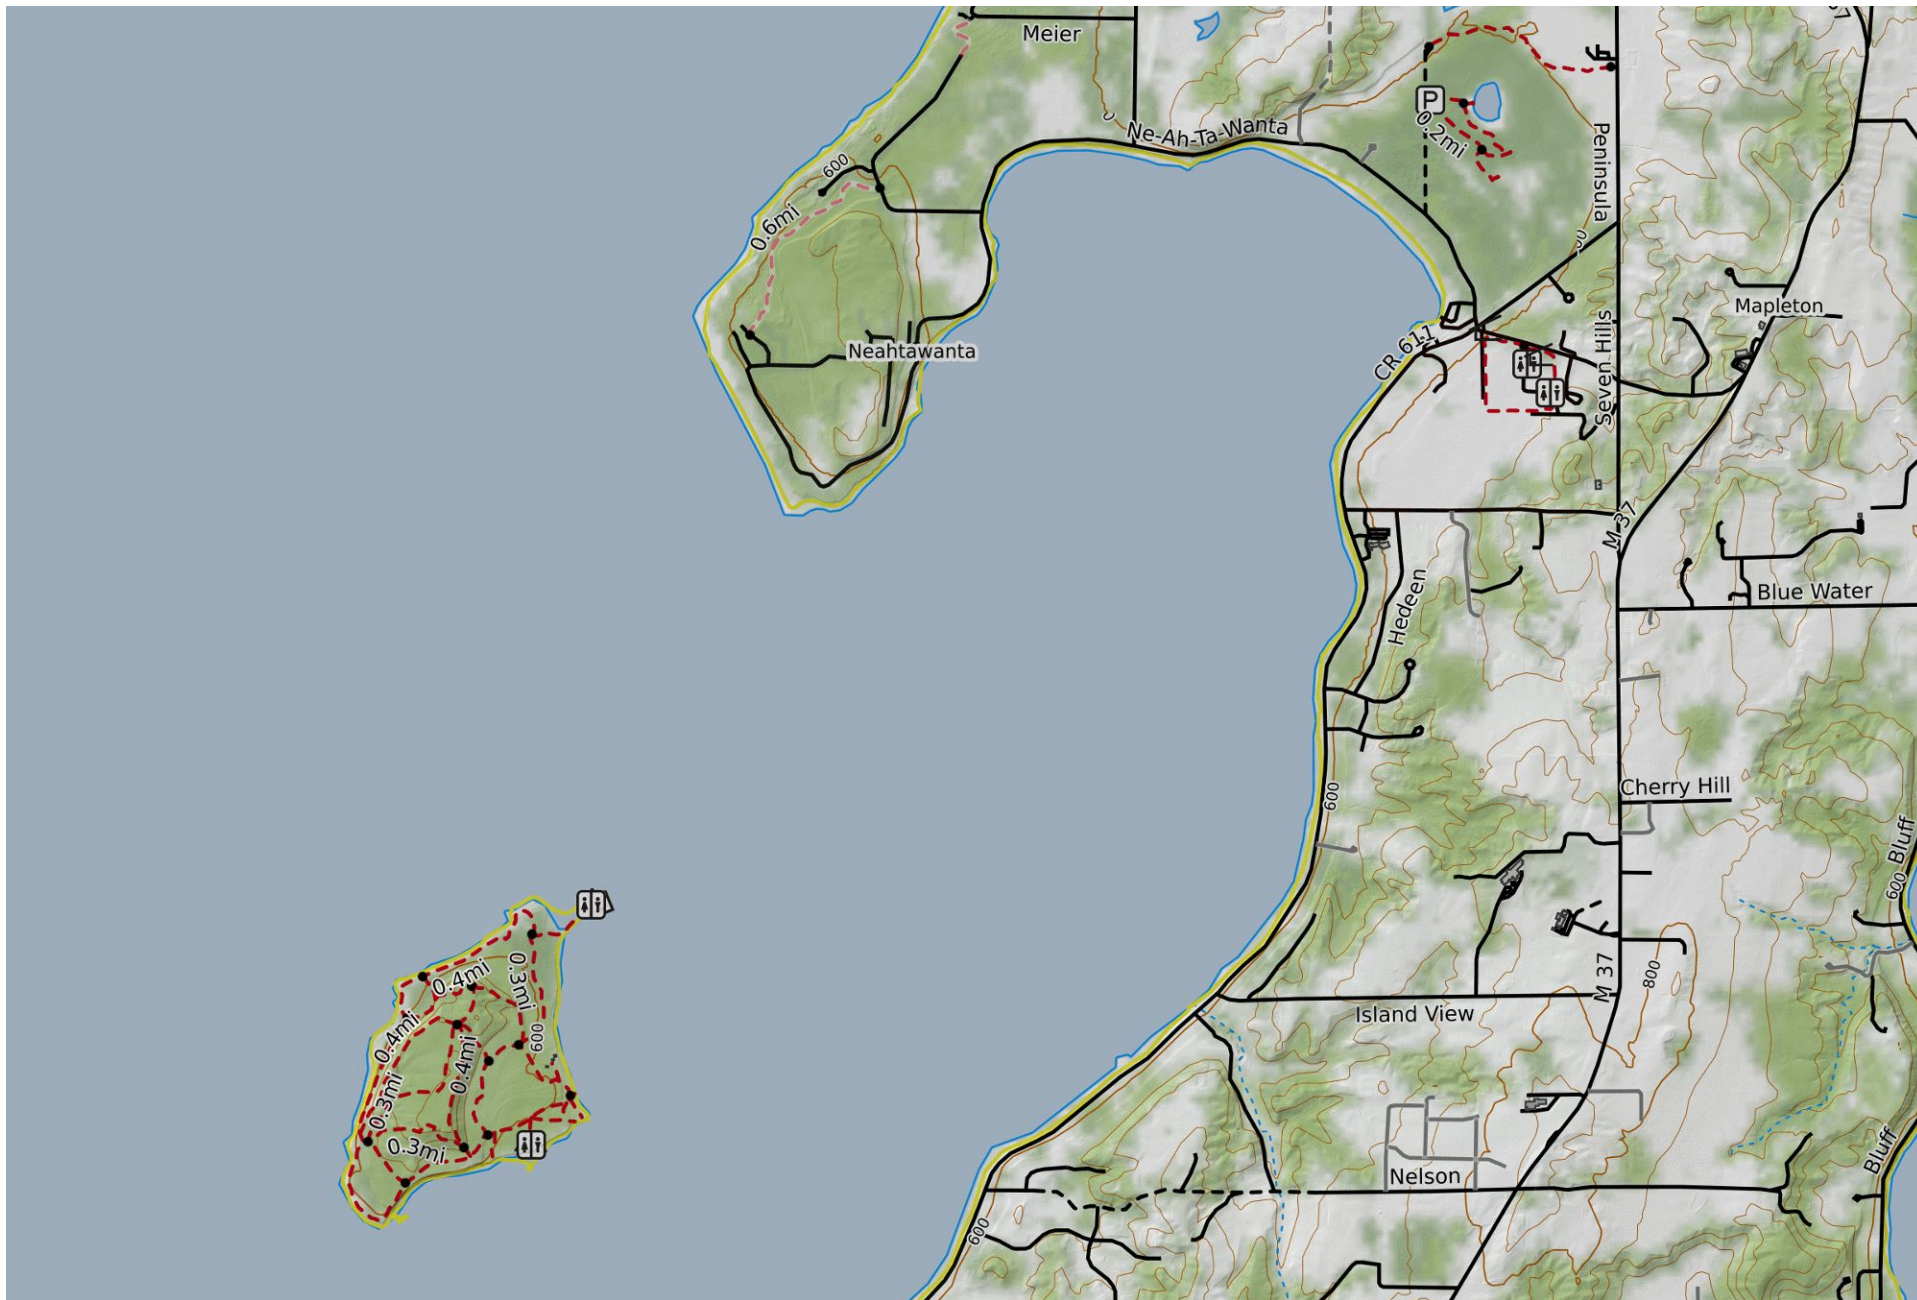 Meier
Ne-Ah-Ta-Wanta
P
0.2mi
Peninsula
600
0.6mi
Neahtawanta
Mapleton
CR 611
Seven Hills
M 37
Hedeen
Blue Water
600
Cherry Hill
Bluff
600
0.4mi
0.3mi
M 37
800
Island View
0.4mi
0.4mi
600
0.3mi
0.3mi
Nelson
Bluff
600